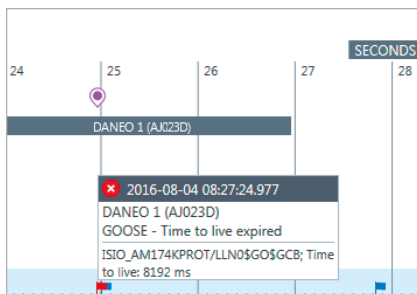 SECONDS
24 25 26 27 28
DANEO 1 (AJ023D)
2016-08-04 08:27:24.977
DANEO 1 (AJ023D)
GOOSE - Time to live expired
ISIO_AM174KPROT/LLN0$GO$GCB; Time
to live: 8192 ms